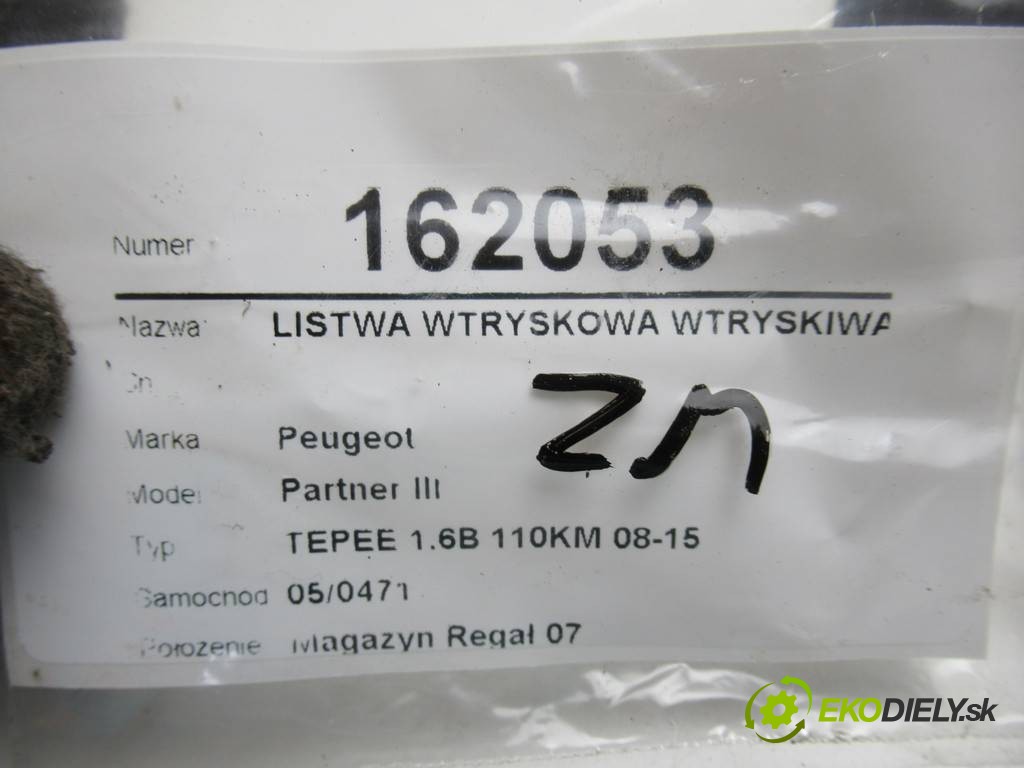 Numer 162053
Nazwa LISTWA WTRYSKOWA WTRYSKIWA
Marka Peugeot
Model Partner III
Typ TEPEE 1.6B 110KM 08-15
Samochod 05/0471
Położenie Magazyn Regał 07
EKODIELY.sk